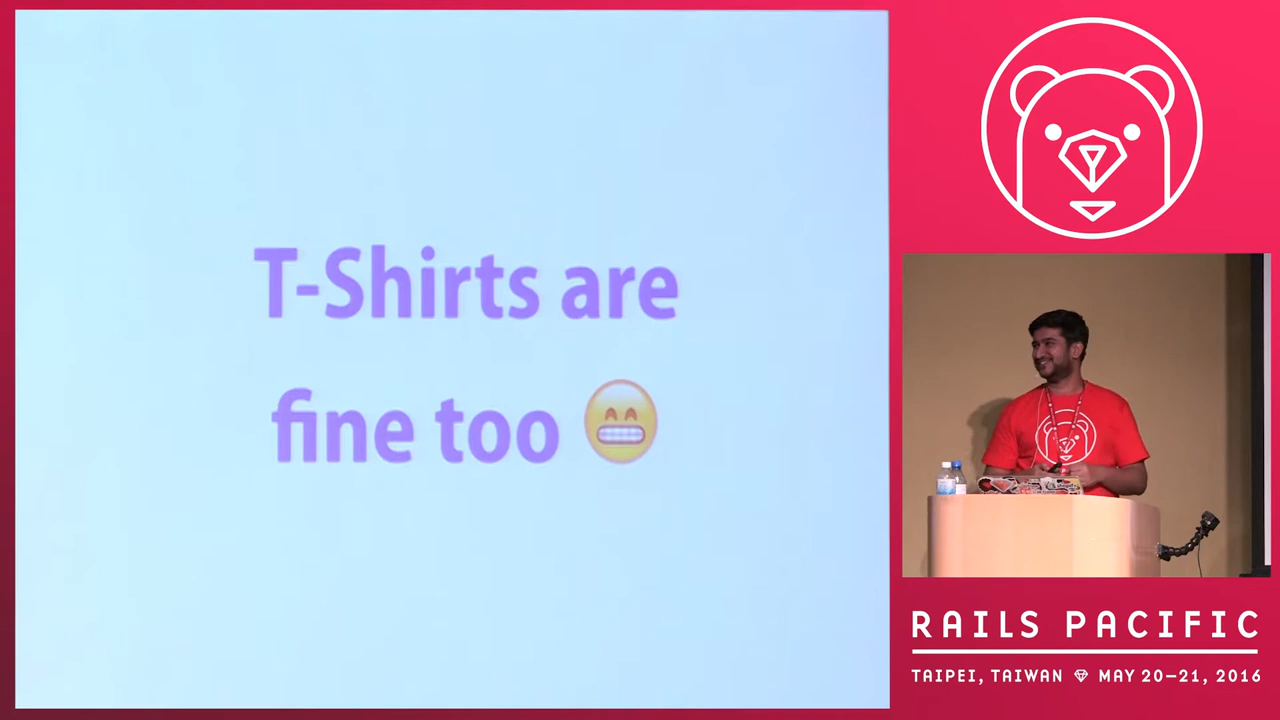 T-Shirts are
fine too 😁
RAILS PACIFIC
TAIPEI, TAIWAN MAY 20–21, 2016